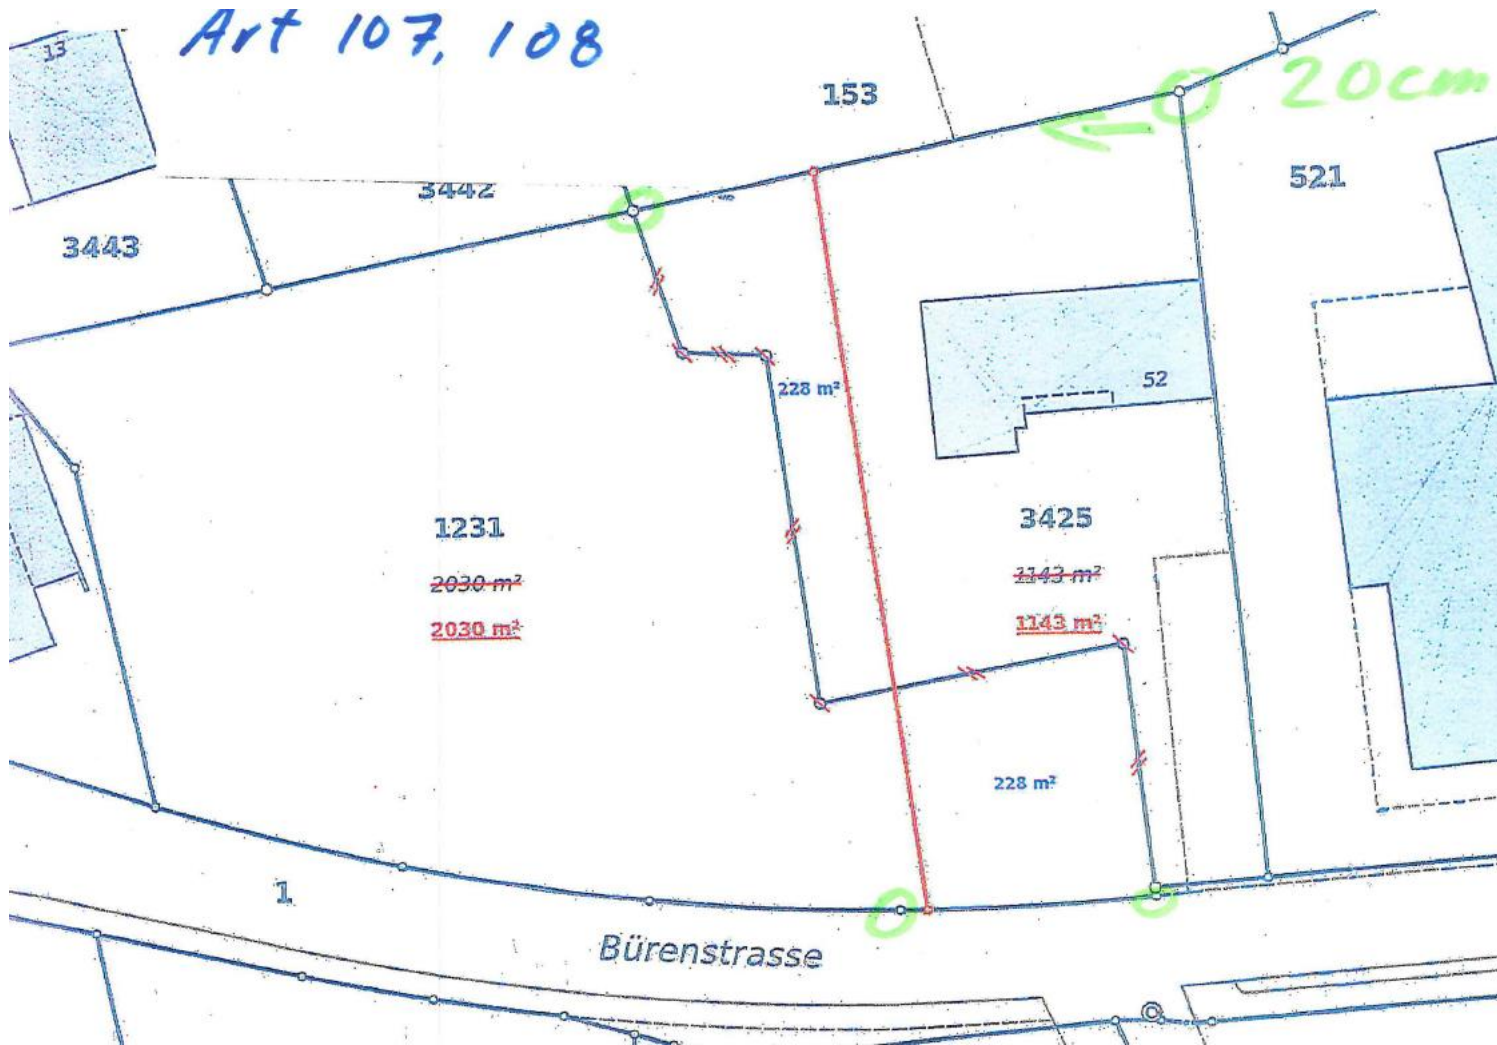 Art 107, 108
13
153
20cm
3442
521
3443
52
228 m²
1231
3425
2030 m²
1143 m²
2030 m²
1143 m²
228 m²
1
Bürenstrasse